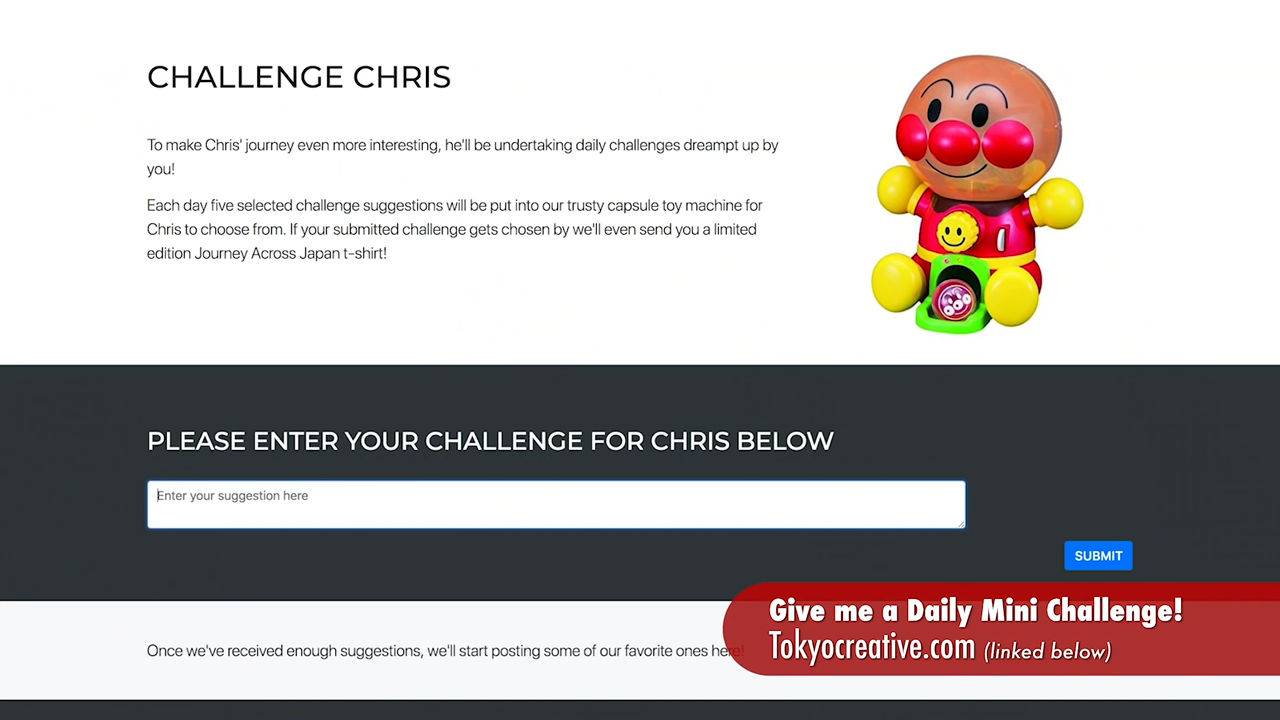 CHALLENGE CHRIS
To make Chris' journey even more interesting, he'll be undertaking daily challenges dreampt up by
you!
Each day five selected challenge suggestions will be put into our trusty capsule toy machine for
Chris to choose from. If your submitted challenge gets chosen by we'll even send you a limited
edition Journey Across Japan t-shirt!
PLEASE ENTER YOUR CHALLENGE FOR CHRIS BELOW
Enter your suggestion here
SUBMIT
Give me a Daily Mini Challenge!
Tokyocreative.com (linked below)
Once we've received enough suggestions, we'll start posting some of our favorite ones here!